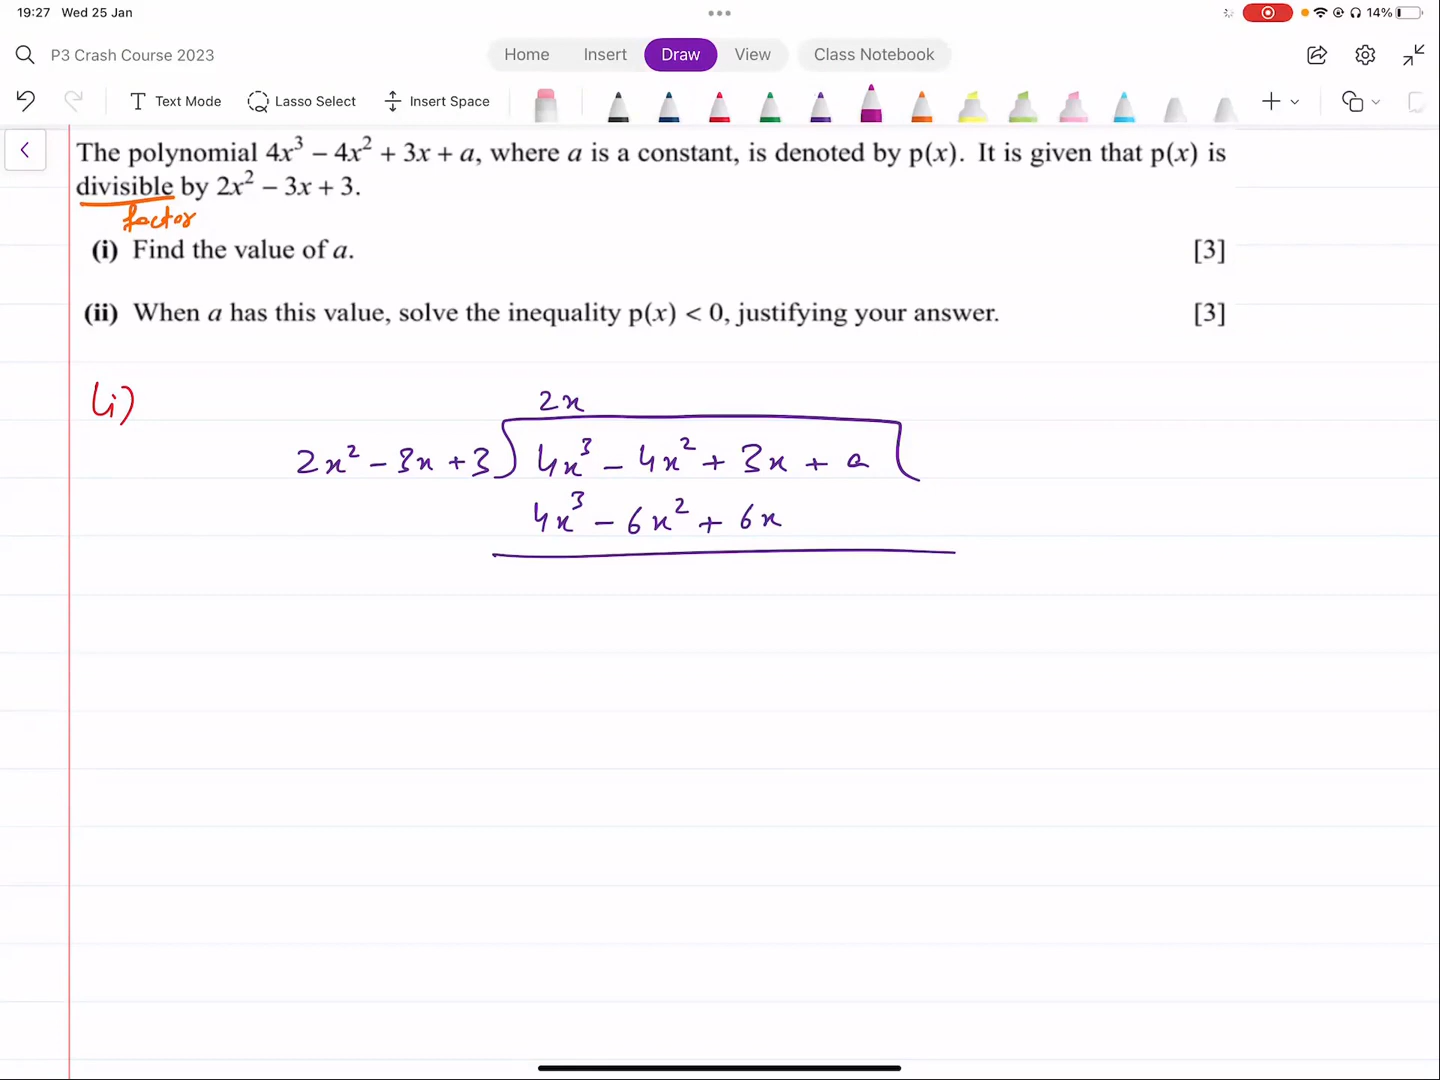 19:27 Wed 25 Jan
14%
P3 Crash Course 2023 Home Insert Draw View Class Notebook
Text Mode Lasso Select Insert Space
The polynomial 4x³ − 4x² + 3x + a, where a is a constant, is denoted by p(x). It is given that p(x) is
divisible by 2x² − 3x + 3.
factor
(i) Find the value of a. [3]
(ii) When a has this value, solve the inequality p(x) < 0, justifying your answer. [3]
(i)
2x
2x² − 3x + 3 ) 4x³ − 4x² + 3x + a (
4x³ − 6x² + 6x